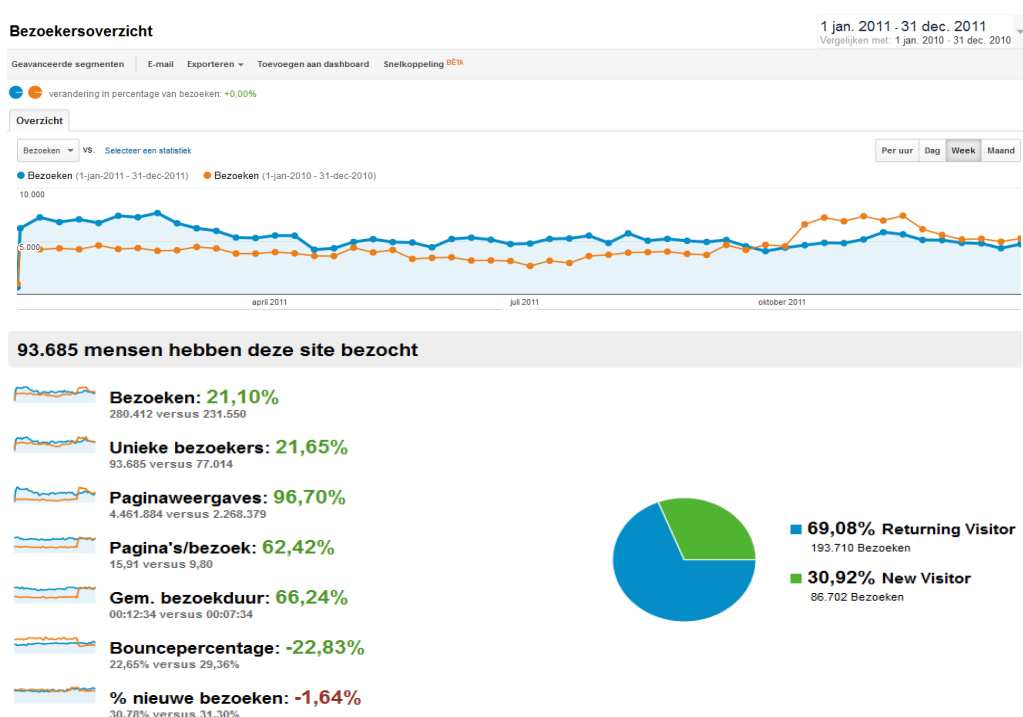 Bezoekersoverzicht
1 jan. 2011 - 31 dec. 2011
Vergelijken met: 1 jan. 2010 - 31 dec. 2010
Geavanceerde segmenten E-mail Exporteren Toevoegen aan dashboard Snelkoppeling BÈTA
verandering in percentage van bezoeken: +0,00%
Overzicht
Bezoeken vs. Selecteer een statistiek Per uur Dag Week Maand
Bezoeken (1-jan-2011 - 31-dec-2011) Bezoeken (1-jan-2010 - 31-dec-2010)
10.000
5.000
april 2011 juli 2011 oktober 2011
93.685 mensen hebben deze site bezocht
Bezoeken: 21,10%
280.412 versus 231.550
Unieke bezoekers: 21,65%
93.685 versus 77.014
Paginaweergaves: 96,70%
4.461.884 versus 2.268.379
Pagina's/bezoek: 62,42%
15,91 versus 9,80
Gem. bezoekduur: 66,24%
00:12:34 versus 00:07:34
Bouncepercentage: -22,83%
22,65% versus 29,36%
% nieuwe bezoeken: -1,64%
30,78% versus 31,30%
69,08% Returning Visitor
193.710 Bezoeken
30,92% New Visitor
86.702 Bezoeken